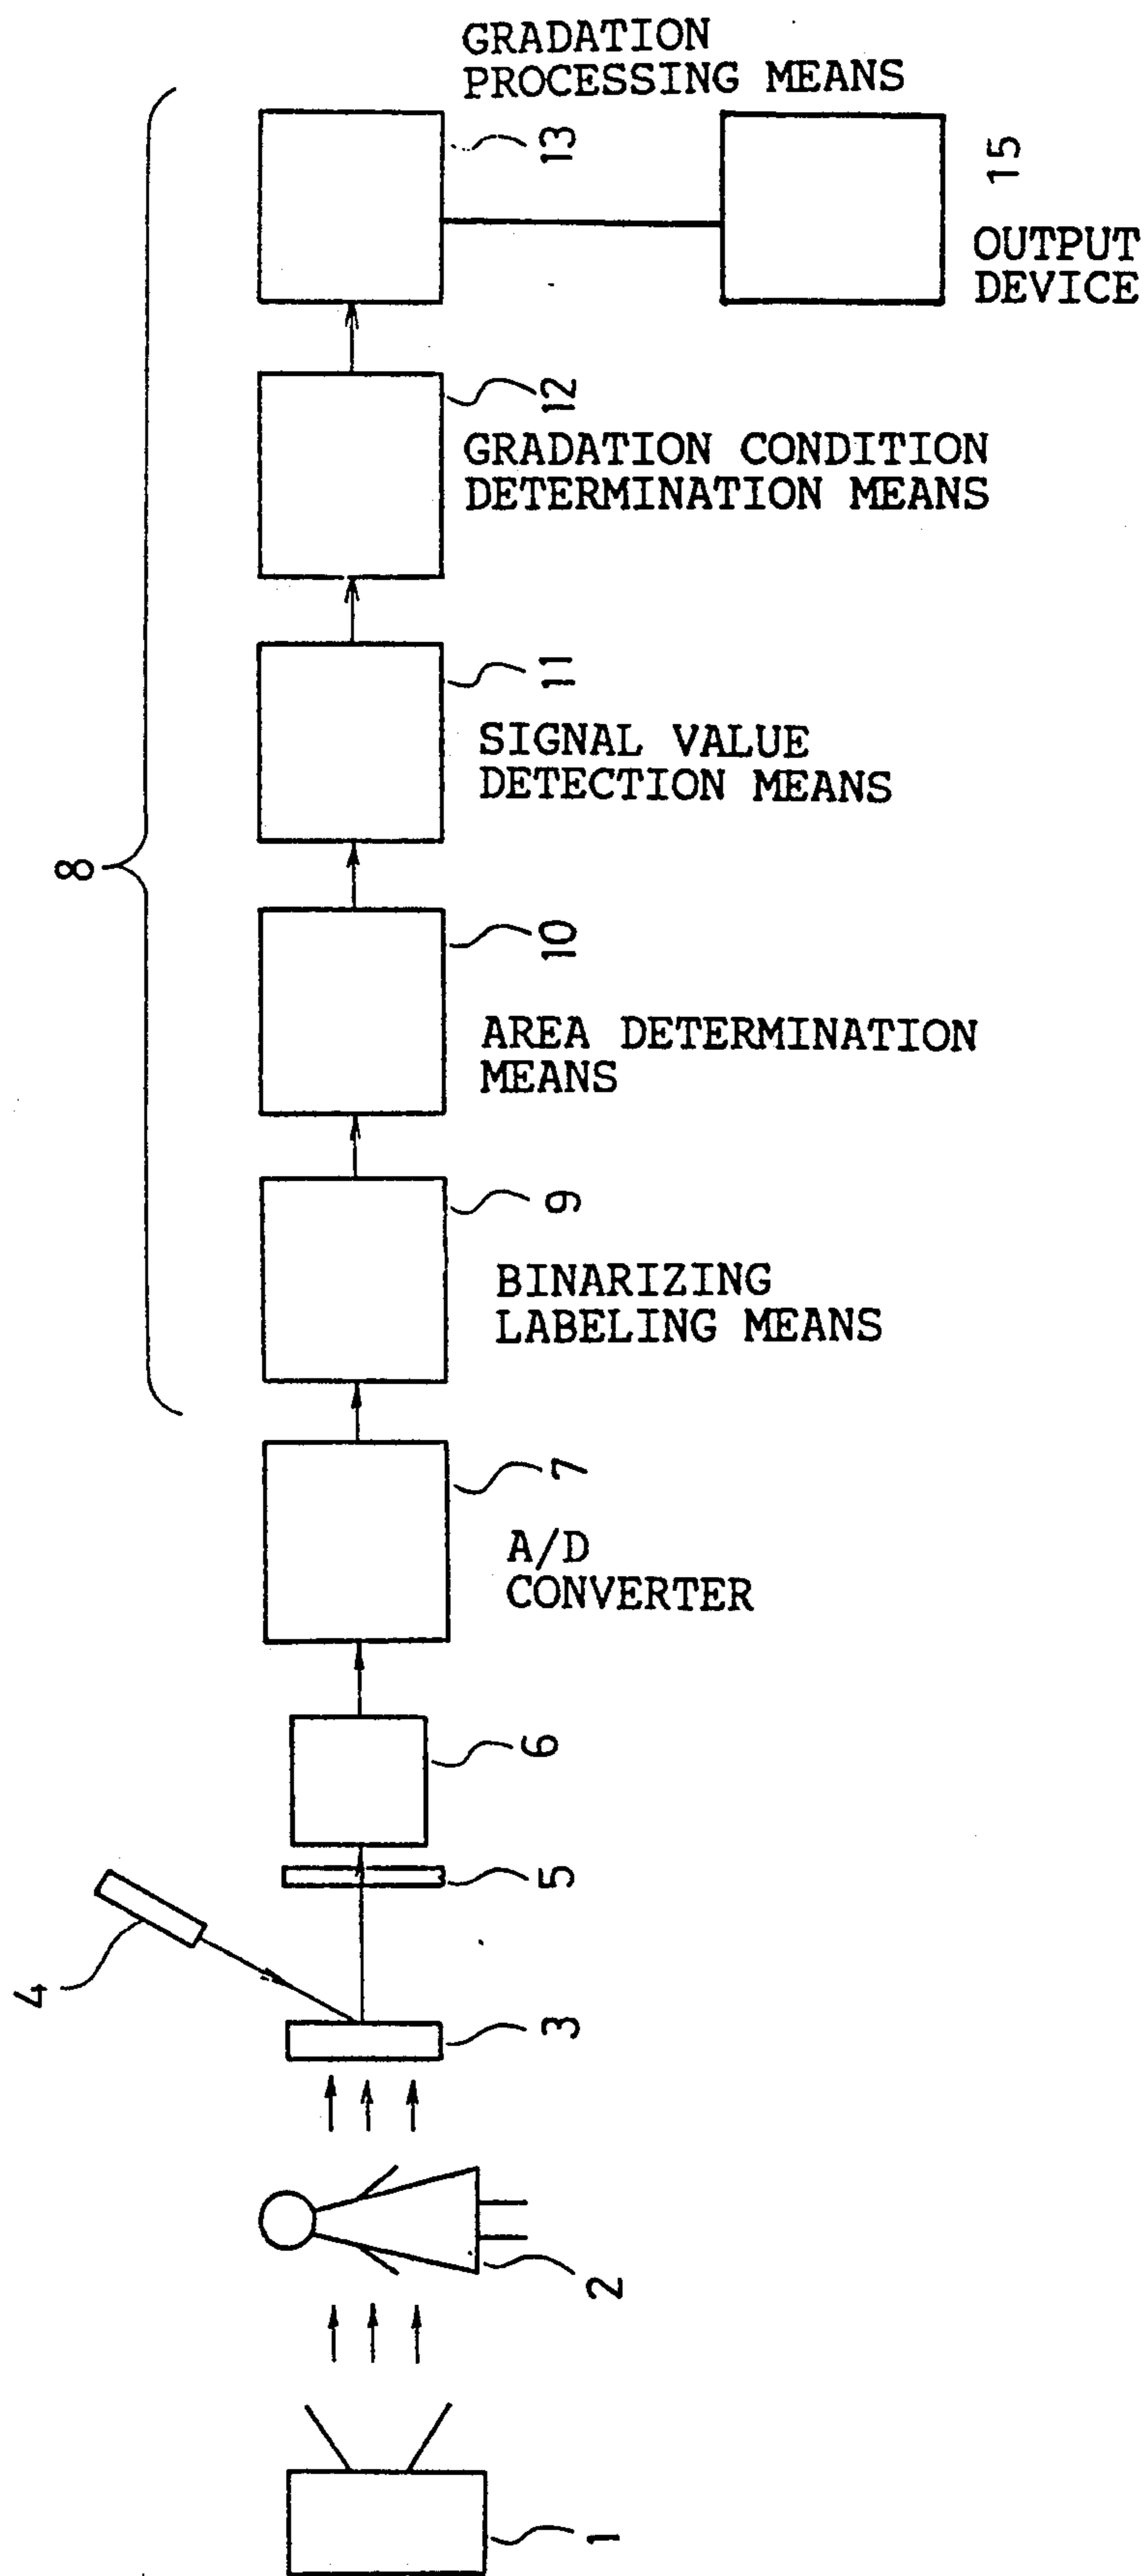 GRADATION
PROCESSING MEANS
13
15
OUTPUT
DEVICE
12
GRADATION CONDITION
DETERMINATION MEANS
11
SIGNAL VALUE
DETECTION MEANS
8
10
AREA DETERMINATION
MEANS
9
BINARIZING
LABELING MEANS
7
A/D
CONVERTER
6
5
4
3
2
1